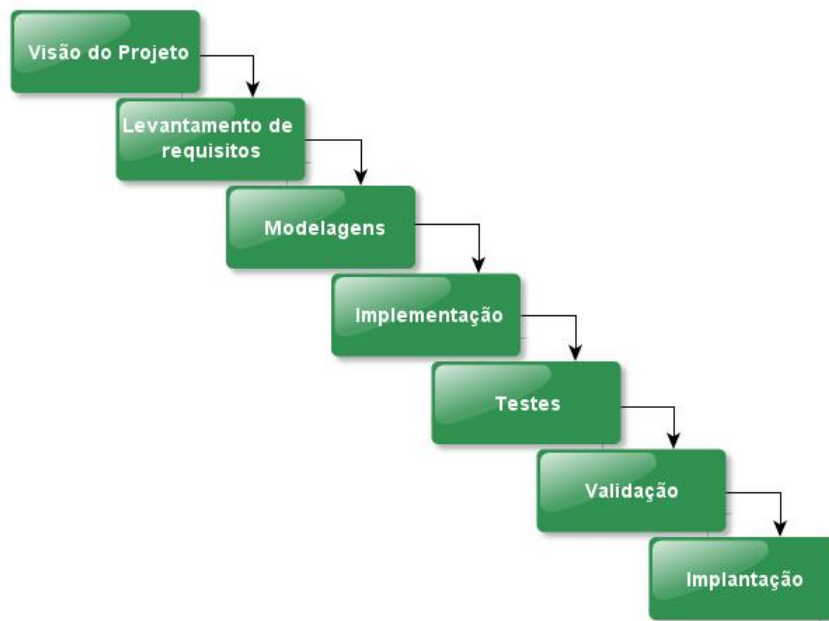 Visão do Projeto
Levantamento de
requisitos
Modelagens
Implementação
Testes
Validação
Implantação